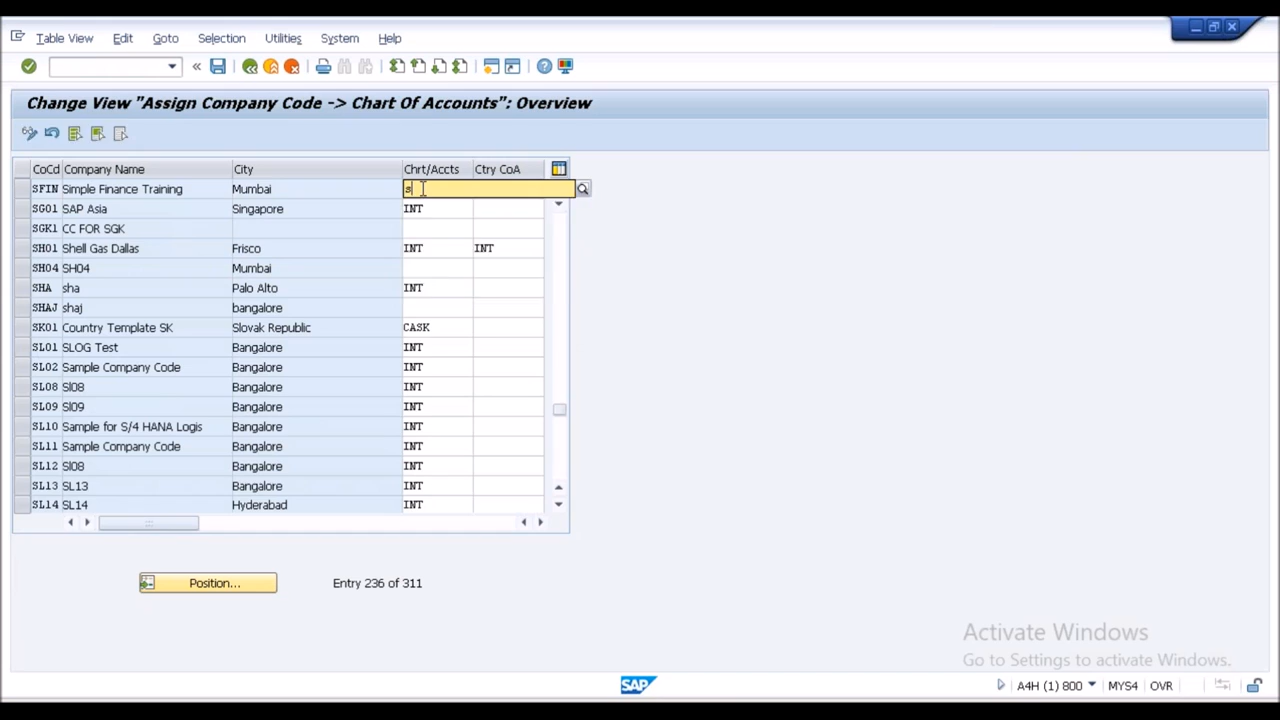 Table View Edit Goto Selection Utilities System Help
Change View "Assign Company Code -> Chart Of Accounts": Overview
CoCd Company Name City Chrt/Accts Ctry CoA
SFIN Simple Finance Training Mumbai s
SG01 SAP Asia Singapore INT
SGK1 CC FOR SGK
SH01 Shell Gas Dallas Frisco INT INT
SH04 SH04 Mumbai
SHA sha Palo Alto INT
SHAJ shaj bangalore
SK01 Country Template SK Slovak Republic CASK
SL01 SLOG Test Bangalore INT
SL02 Sample Company Code Bangalore INT
SL08 Sl08 Bangalore INT
SL09 Sl09 Bangalore INT
SL10 Sample for S/4 HANA Logis Bangalore INT
SL11 Sample Company Code Bangalore INT
SL12 Sl08 Bangalore INT
SL13 SL13 Bangalore INT
SL14 SL14 Hyderabad INT
Position... Entry 236 of 311
Activate Windows
Go to Settings to activate Windows.
SAP A4H (1) 800 MYS4 OVR